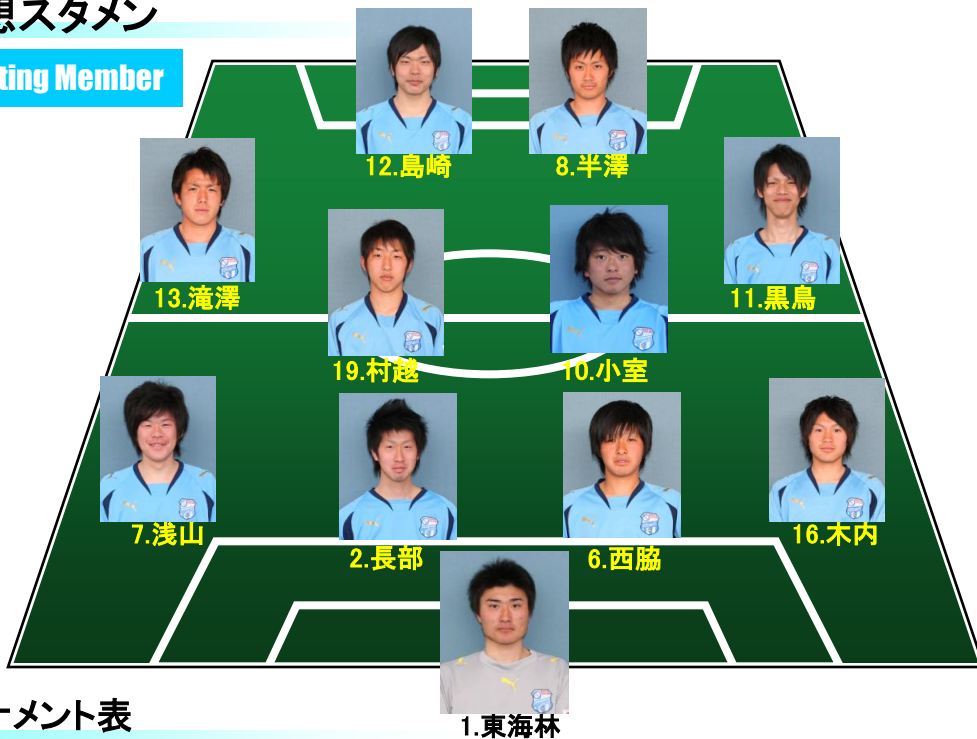 想スタメン
ting Member
12.島崎
8.半澤
13.滝澤
11.黒鳥
19.村越
10.小室
7.浅山
2.長部
6.西脇
16.木内
1.東海林
メント表